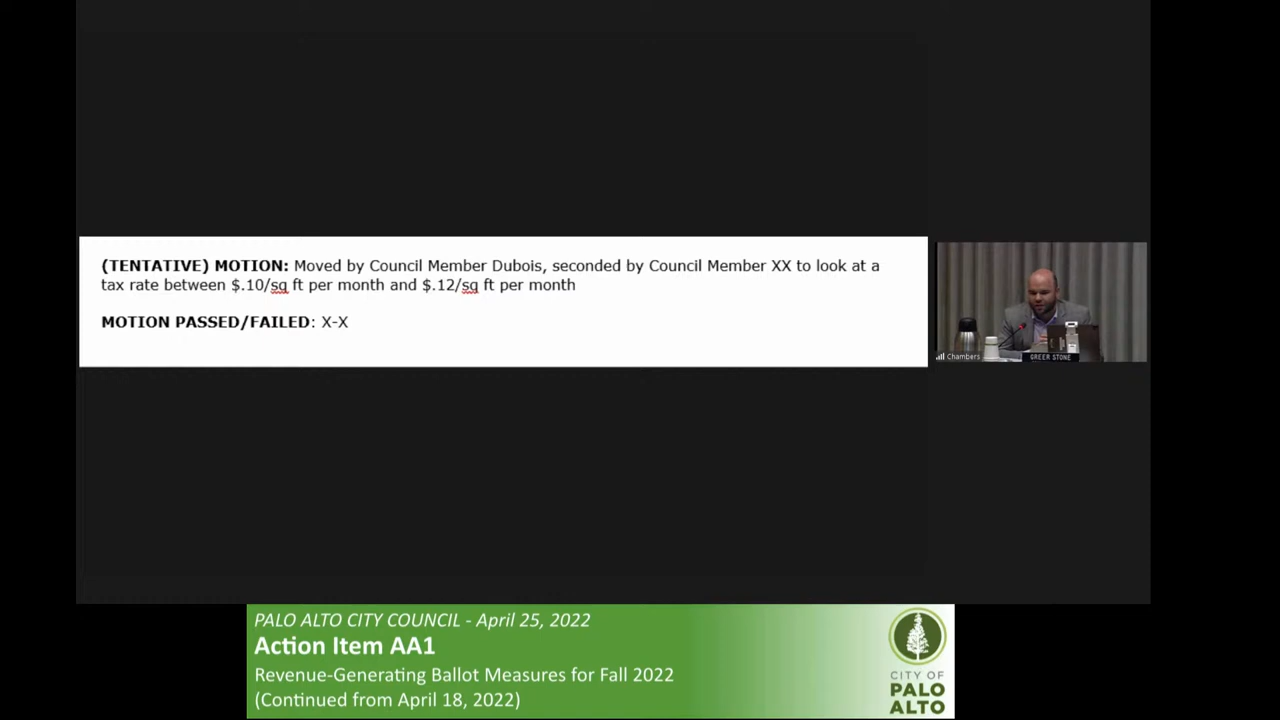 (TENTATIVE) MOTION: Moved by Council Member Dubois, seconded by Council Member XX to look at a
tax rate between $.10/sq ft per month and $.12/sq ft per month
MOTION PASSED/FAILED: X-X
Chambers
GREER STONE
PALO ALTO CITY COUNCIL - April 25, 2022
Action Item AA1
Revenue-Generating Ballot Measures for Fall 2022
(Continued from April 18, 2022)
CITY OF
PALO
ALTO